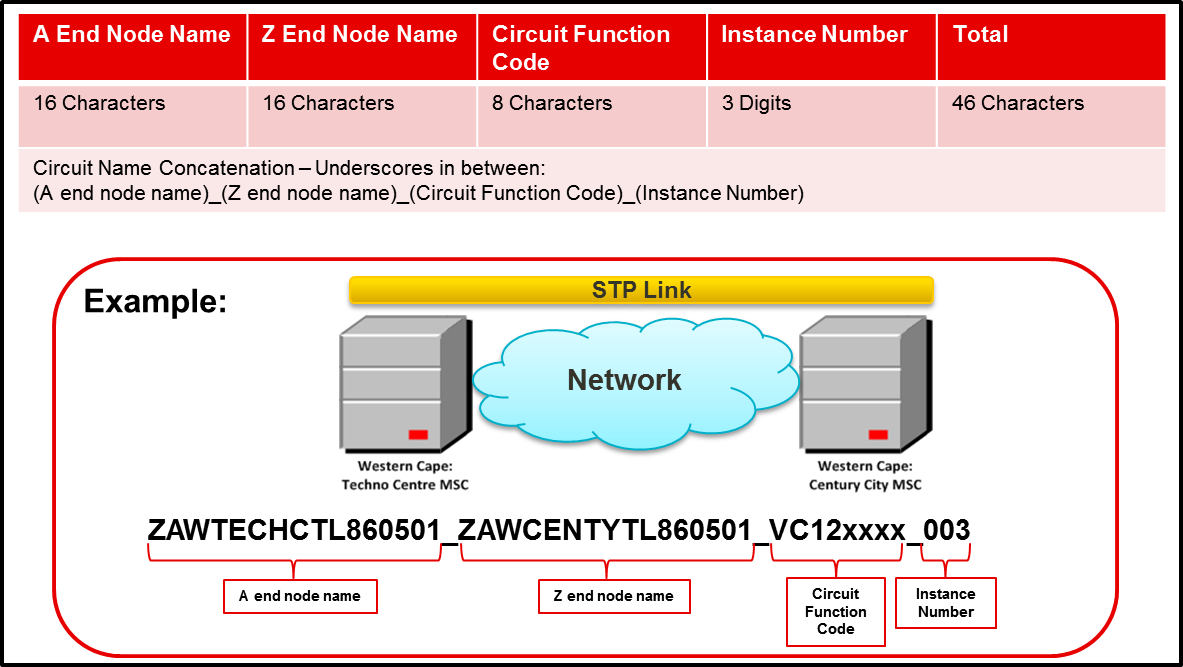 A End Node Name
Z End Node Name
Circuit Function
Code
Instance Number
Total
16 Characters
16 Characters
8 Characters
3 Digits
46 Characters
Circuit Name Concatenation – Underscores in between:
(A end node name)_(Z end node name)_(Circuit Function Code)_(Instance Number)
Example:
STP Link
Network
Western Cape:
Techno Centre MSC
Western Cape:
Century City MSC
ZAWTECHCTL860501_ZAWCENTYTL860501_VC12xxxx_003
A end node name
Z end node name
Circuit
Function
Code
Instance
Number